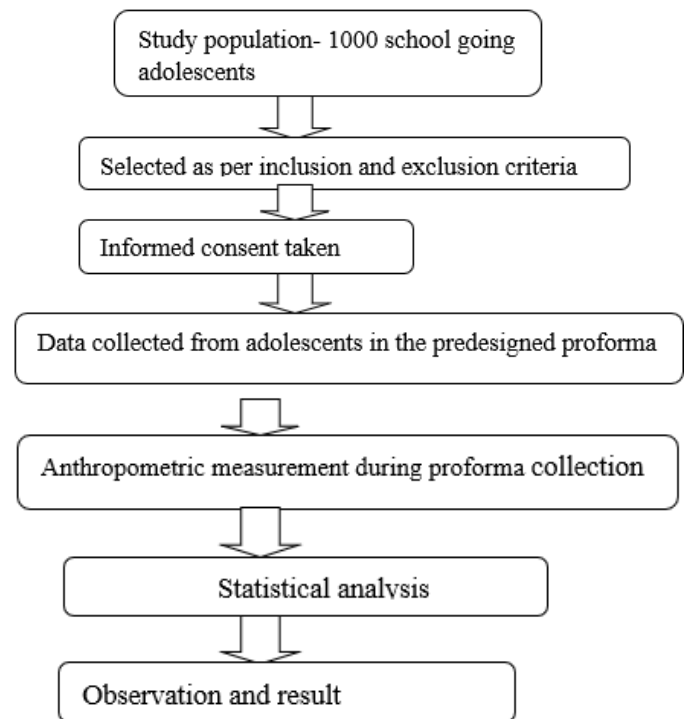 Study population- 1000 school going
adolescents
Selected as per inclusion and exclusion criteria
Informed consent taken
Data collected from adolescents in the predesigned proforma
Anthropometric measurement during proforma collection
Statistical analysis
Observation and result